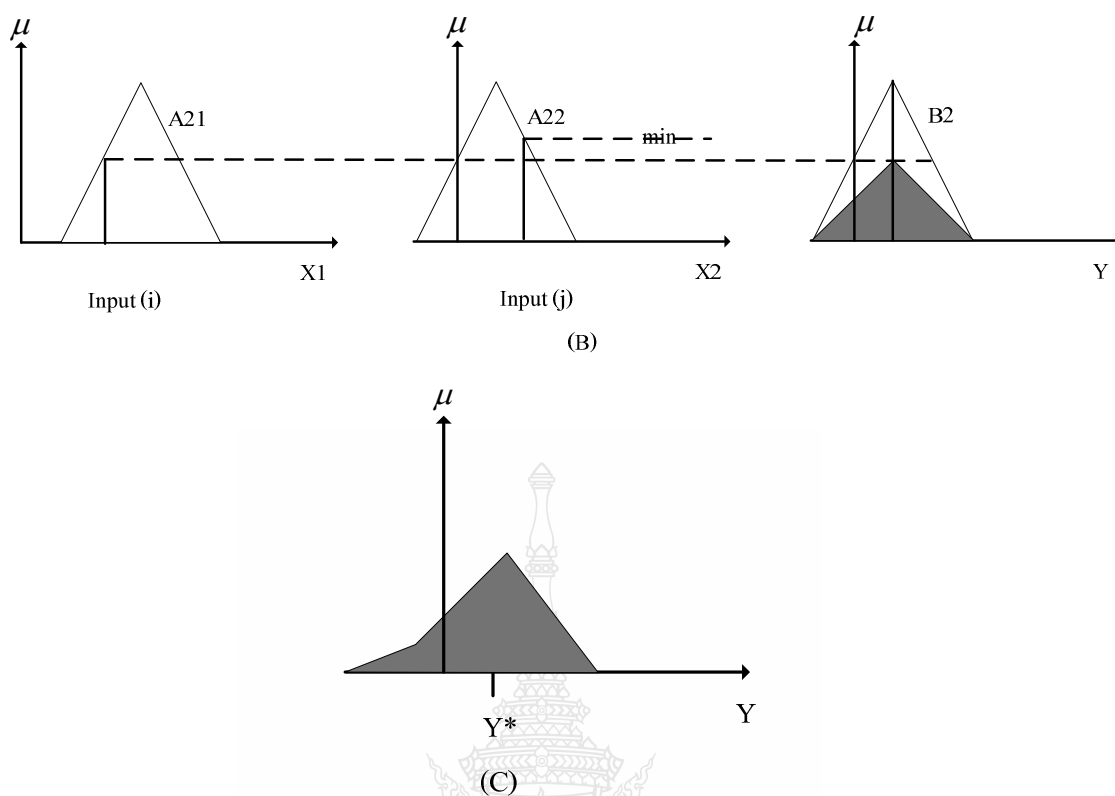 μ μ μ
A21 A22 B2
min
X1 X2 Y
Input (i) Input (j)
(B)
μ
Y* Y
(C)